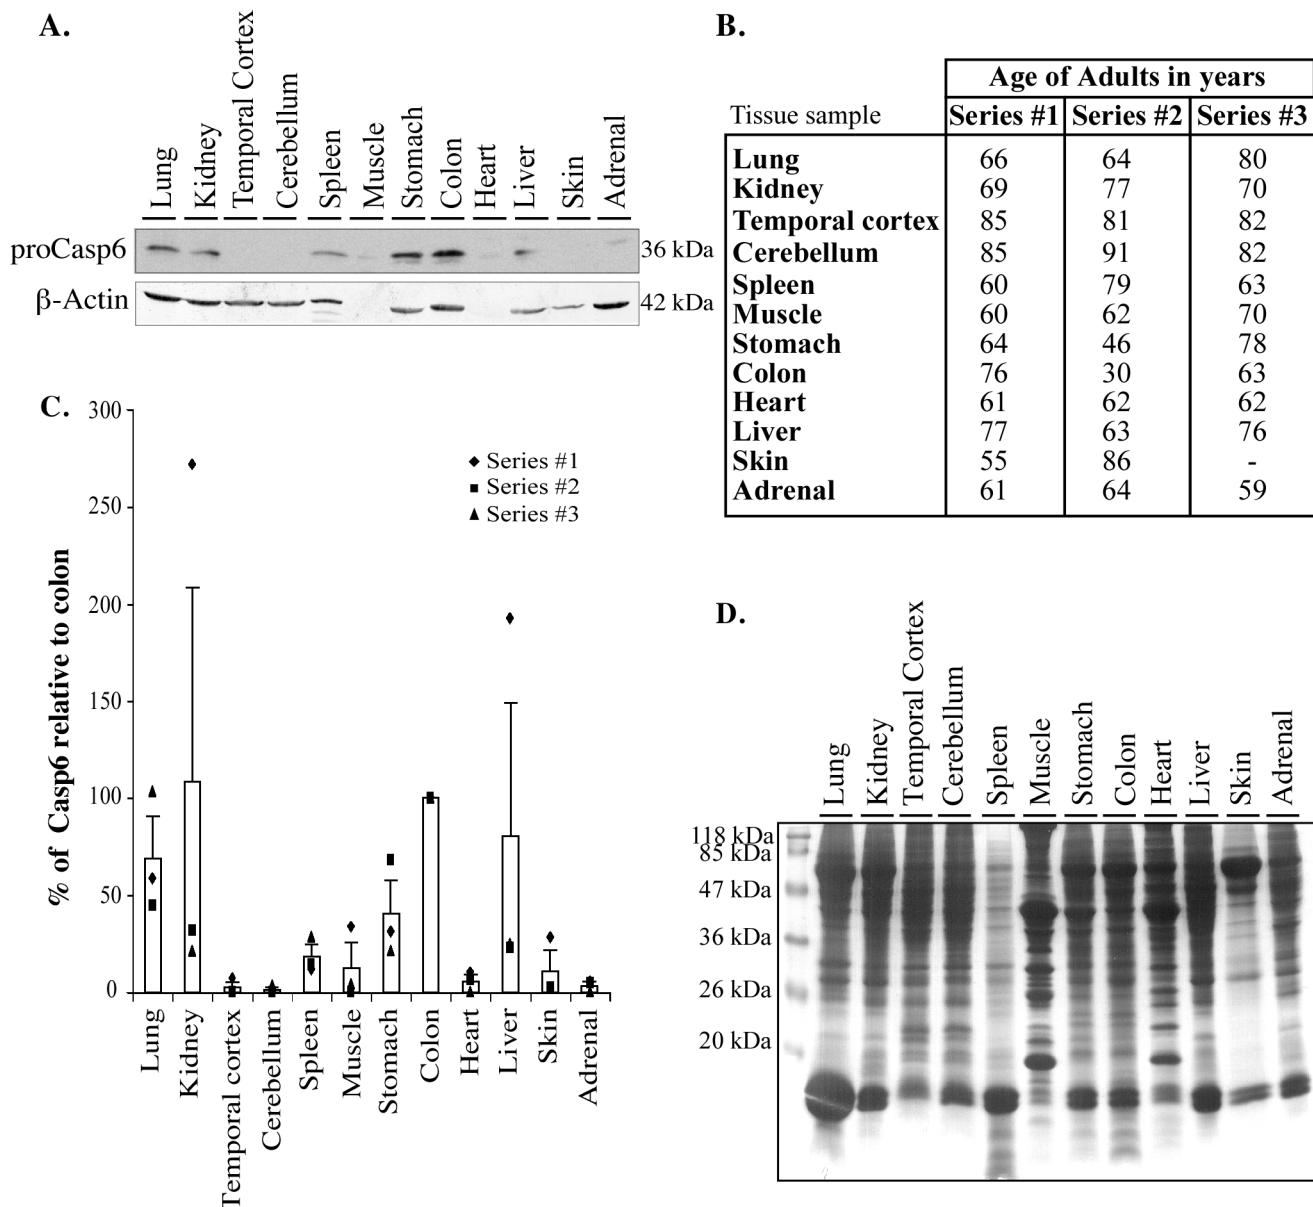 A.
Lung
Kidney
Temporal Cortex
Cerebellum
Spleen
Muscle
Stomach
Colon
Heart
Liver
Skin
Adrenal
proCasp6 36 kDa
β-Actin 42 kDa
B.
Age of Adults in years
Tissue sample Series #1 Series #2 Series #3
Lung 66 64 80
Kidney 69 77 70
Temporal cortex 85 81 82
Cerebellum 85 91 82
Spleen 60 79 63
Muscle 60 62 70
Stomach 64 46 78
Colon 76 30 63
Heart 61 62 62
Liver 77 63 76
Skin 55 86 -
Adrenal 61 64 59
C.
% of Casp6 relative to colon
300
250
200
150
100
50
0
Series #1
Series #2
Series #3
Lung
Kidney
Temporal cortex
Cerebellum
Spleen
Muscle
Stomach
Colon
Heart
Liver
Skin
Adrenal
D.
Lung
Kidney
Temporal Cortex
Cerebellum
Spleen
Muscle
Stomach
Colon
Heart
Liver
Skin
Adrenal
118 kDa
85 kDa
47 kDa
36 kDa
26 kDa
20 kDa